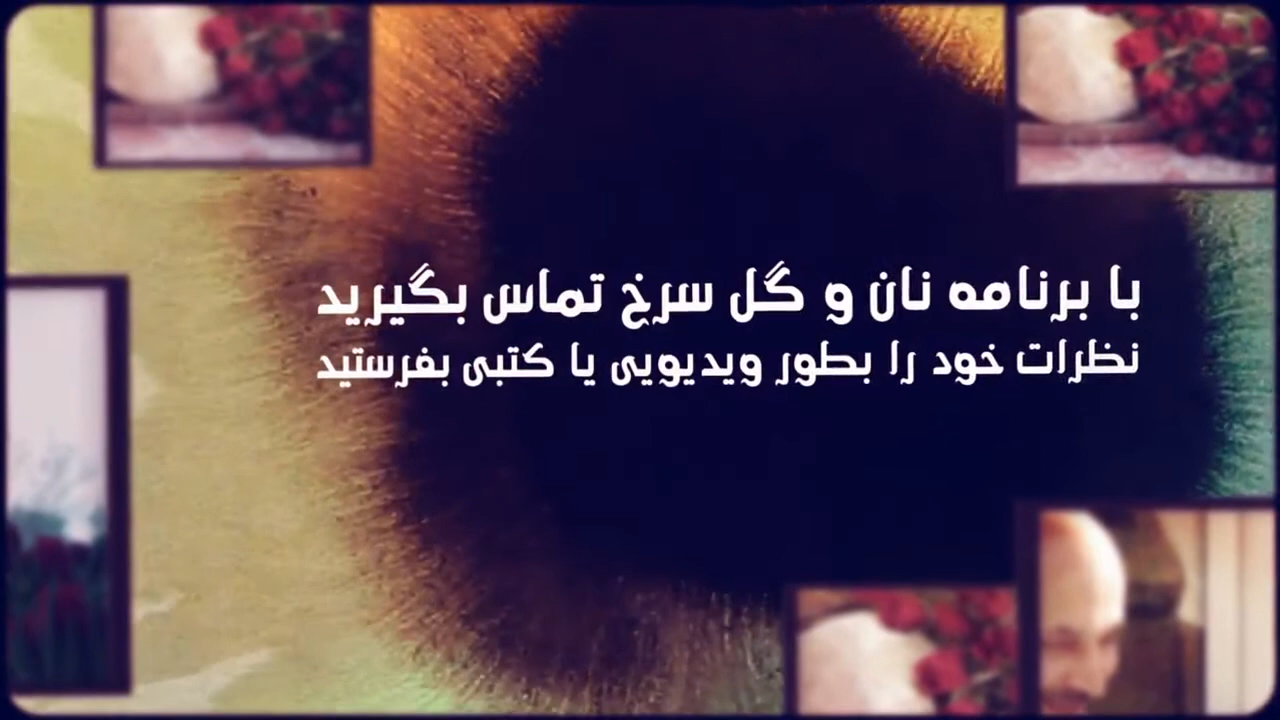 با برنامه نان و گل سرخ تماس بگیرید
نظرات خود را بطور ویدیویی یا کتبی بفرستید